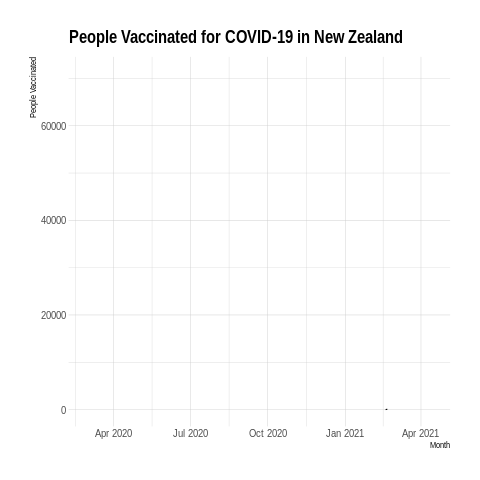 People Vaccinated for COVID-19 in New Zealand
People Vaccinated
60000
40000
20000
0
Apr 2020 Jul 2020 Oct 2020 Jan 2021 Apr 2021
Month